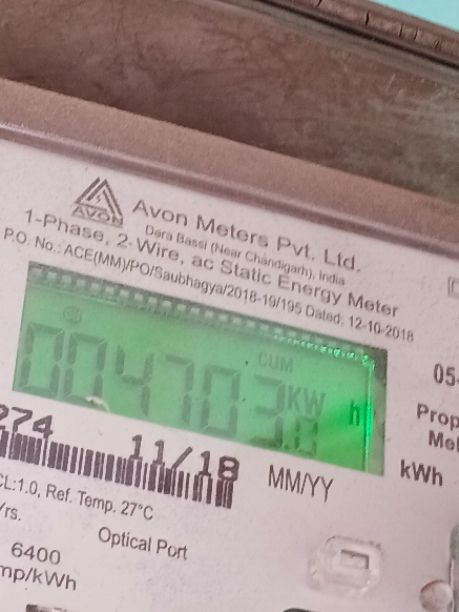 AVON
Avon Meters Pvt. Ltd.
Dera Bassi (Near Chandigarh), India
1-Phase, 2-Wire, ac Static Energy Meter
P.O. No.: ACE(MM)/PO/Saubhagya/2018-19/195 Dated: 12-10-2018
CUM
004703.0 KW h
05-
Prop
Me
kWh
274
11/18 MM/YY
CL:1.0, Ref. Temp. 27°C
Yrs.
Optical Port
6400
mp/kWh